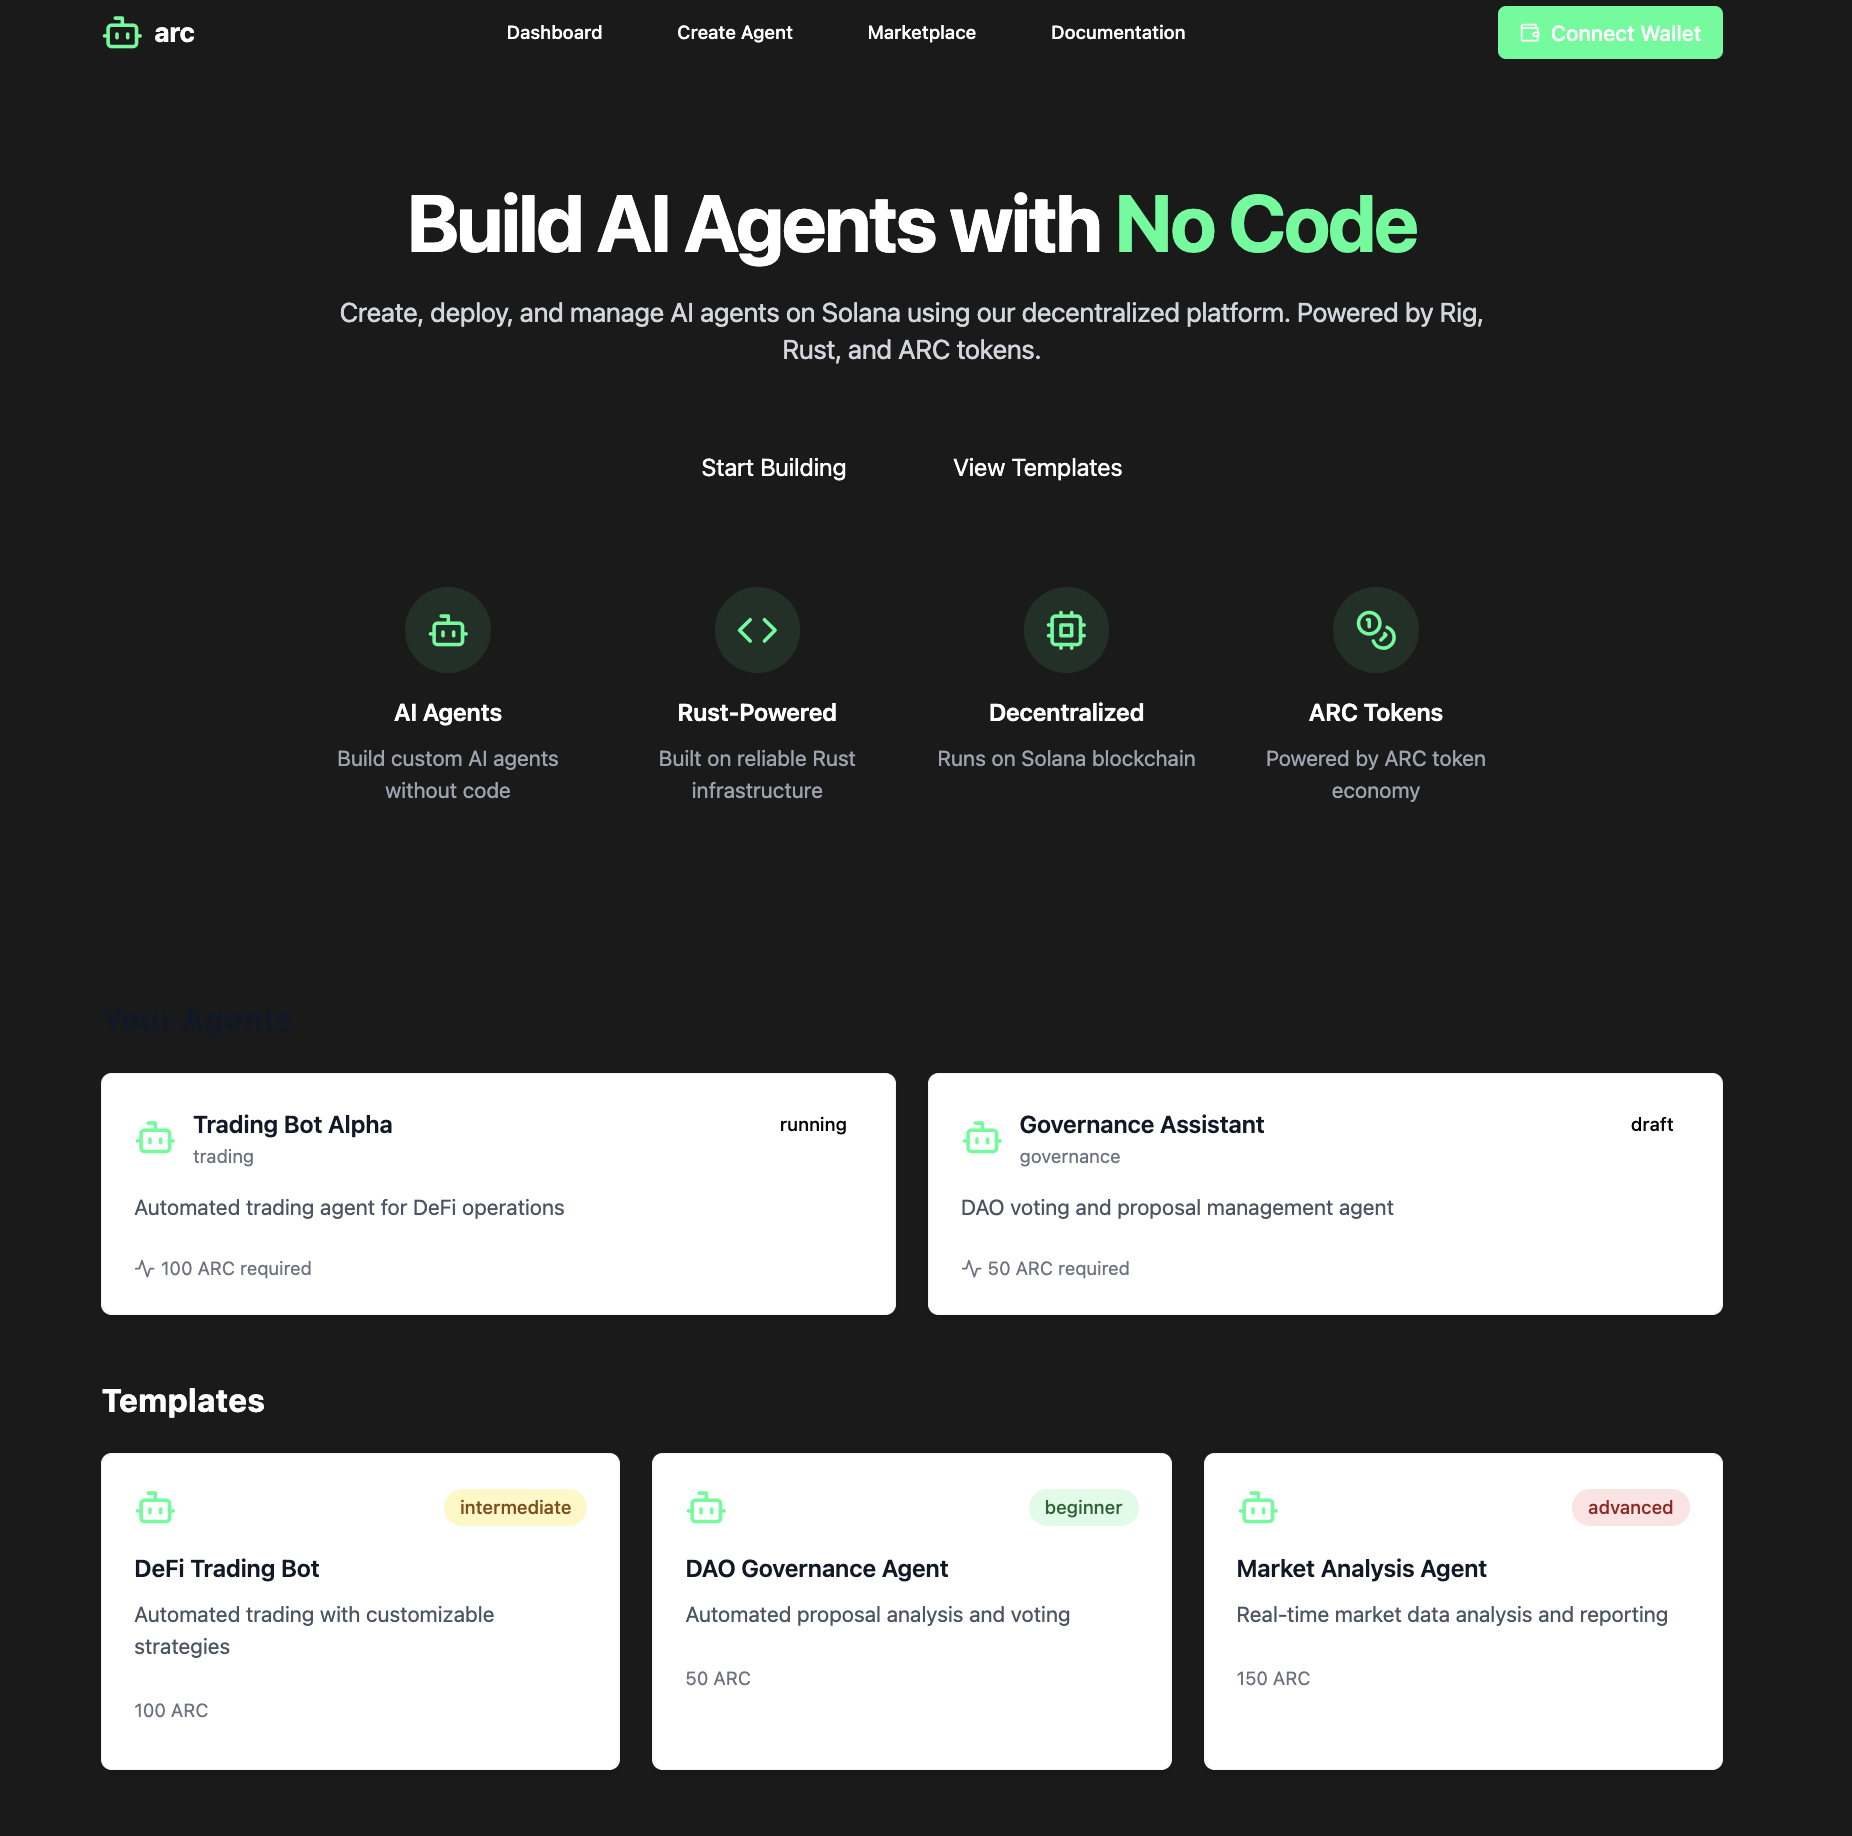 arc
Dashboard
Create Agent
Marketplace
Documentation
Connect Wallet
Build AI Agents with No Code
Create, deploy, and manage AI agents on Solana using our decentralized platform. Powered by Rig,
Rust, and ARC tokens.
Start Building
View Templates
AI Agents
Build custom AI agents
without code
Rust-Powered
Built on reliable Rust
infrastructure
Decentralized
Runs on Solana blockchain
ARC Tokens
Powered by ARC token
economy
Your Agents
Trading Bot Alpha
running
trading
Automated trading agent for DeFi operations
100 ARC required
Governance Assistant
draft
governance
DAO voting and proposal management agent
50 ARC required
Templates
intermediate
DeFi Trading Bot
Automated trading with customizable
strategies
100 ARC
beginner
DAO Governance Agent
Automated proposal analysis and voting
50 ARC
advanced
Market Analysis Agent
Real-time market data analysis and reporting
150 ARC